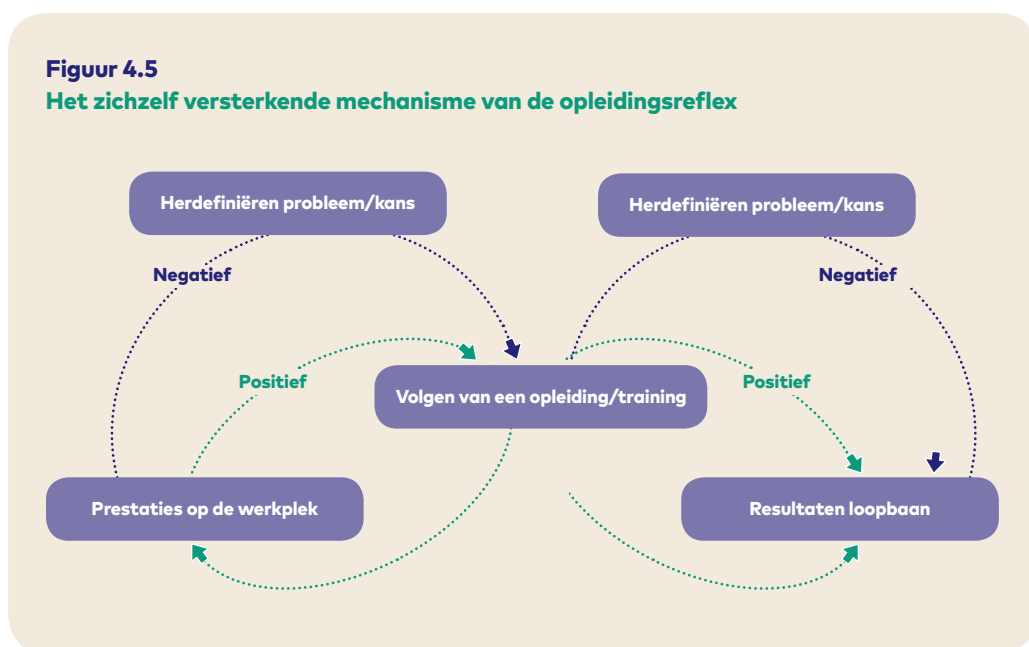 Figuur 4.5
Het zichzelf versterkende mechanisme van de opleidingsreflex
Herdefiniëren probleem/kans
Herdefiniëren probleem/kans
Negatief
Negatief
Positief
Volgen van een opleiding/training
Positief
Prestaties op de werkplek
Resultaten loopbaan